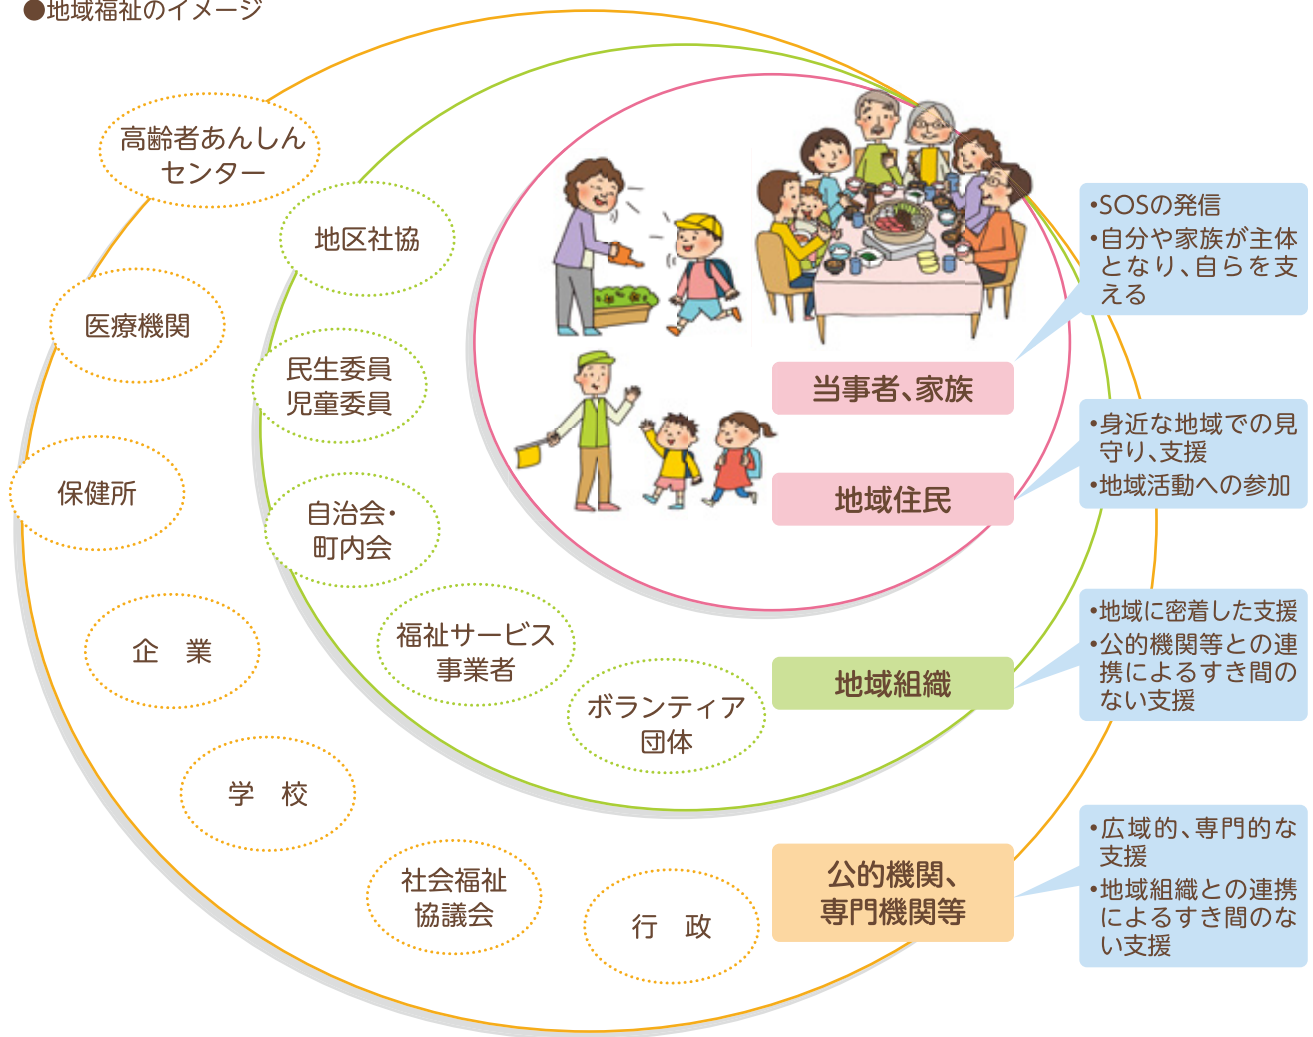 ●地域福祉のイメージ
高齢者あんしん
センター
地区社協
医療機関
民生委員
児童委員
保健所
自治会・
町内会
企　業
福祉サービス
事業者
ボランティア
団体
学　校
社会福祉
協議会
行　政
当事者、家族
・SOSの発信
・自分や家族が主体
となり、自らを支
える
地域住民
・身近な地域での見
守り、支援
・地域活動への参加
地域組織
・地域に密着した支援
・公的機関等との連
携によるすき間の
ない支援
公的機関、
専門機関等
・広域的、専門的な
支援
・地域組織との連携
によるすき間のな
い支援